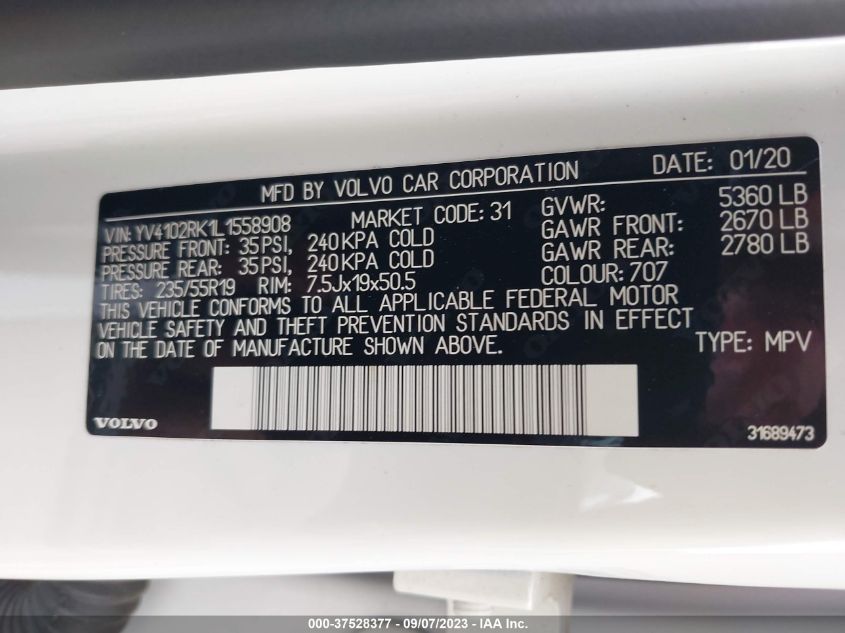 MFD BY VOLVO CAR CORPORATION DATE: 01/20
VIN: YV4102RK1L1558908 MARKET CODE: 31 GVWR: 5360 LB
PRESSURE FRONT: 35 PSI, 240 KPA COLD GAWR FRONT: 2670 LB
PRESSURE REAR: 35 PSI, 240 KPA COLD GAWR REAR: 2780 LB
TIRES: 235/55R19 RIM: 7.5Jx19x50.5 COLOUR: 707
THIS VEHICLE CONFORMS TO ALL APPLICABLE FEDERAL MOTOR
VEHICLE SAFETY AND THEFT PREVENTION STANDARDS IN EFFECT
ON THE DATE OF MANUFACTURE SHOWN ABOVE. TYPE: MPV
VOLVO 31689473
000-37528377 - 09/07/2023 - © IAA Inc.